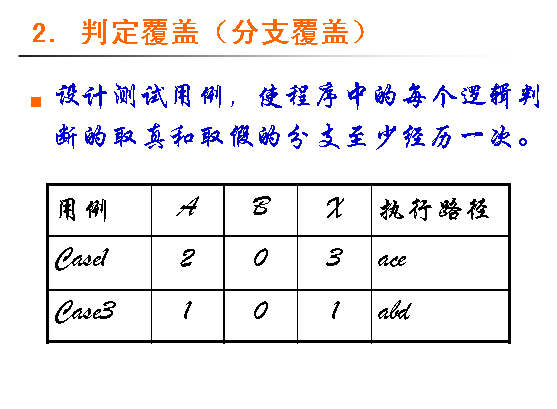 2. 判定覆盖（分支覆盖）
设计测试用例，使程序中的每个逻辑判
断的取真和取假的分支至少经历一次。
用例 A B X 执行路径
Case1 2 0 3 ace
Case3 1 0 1 abd